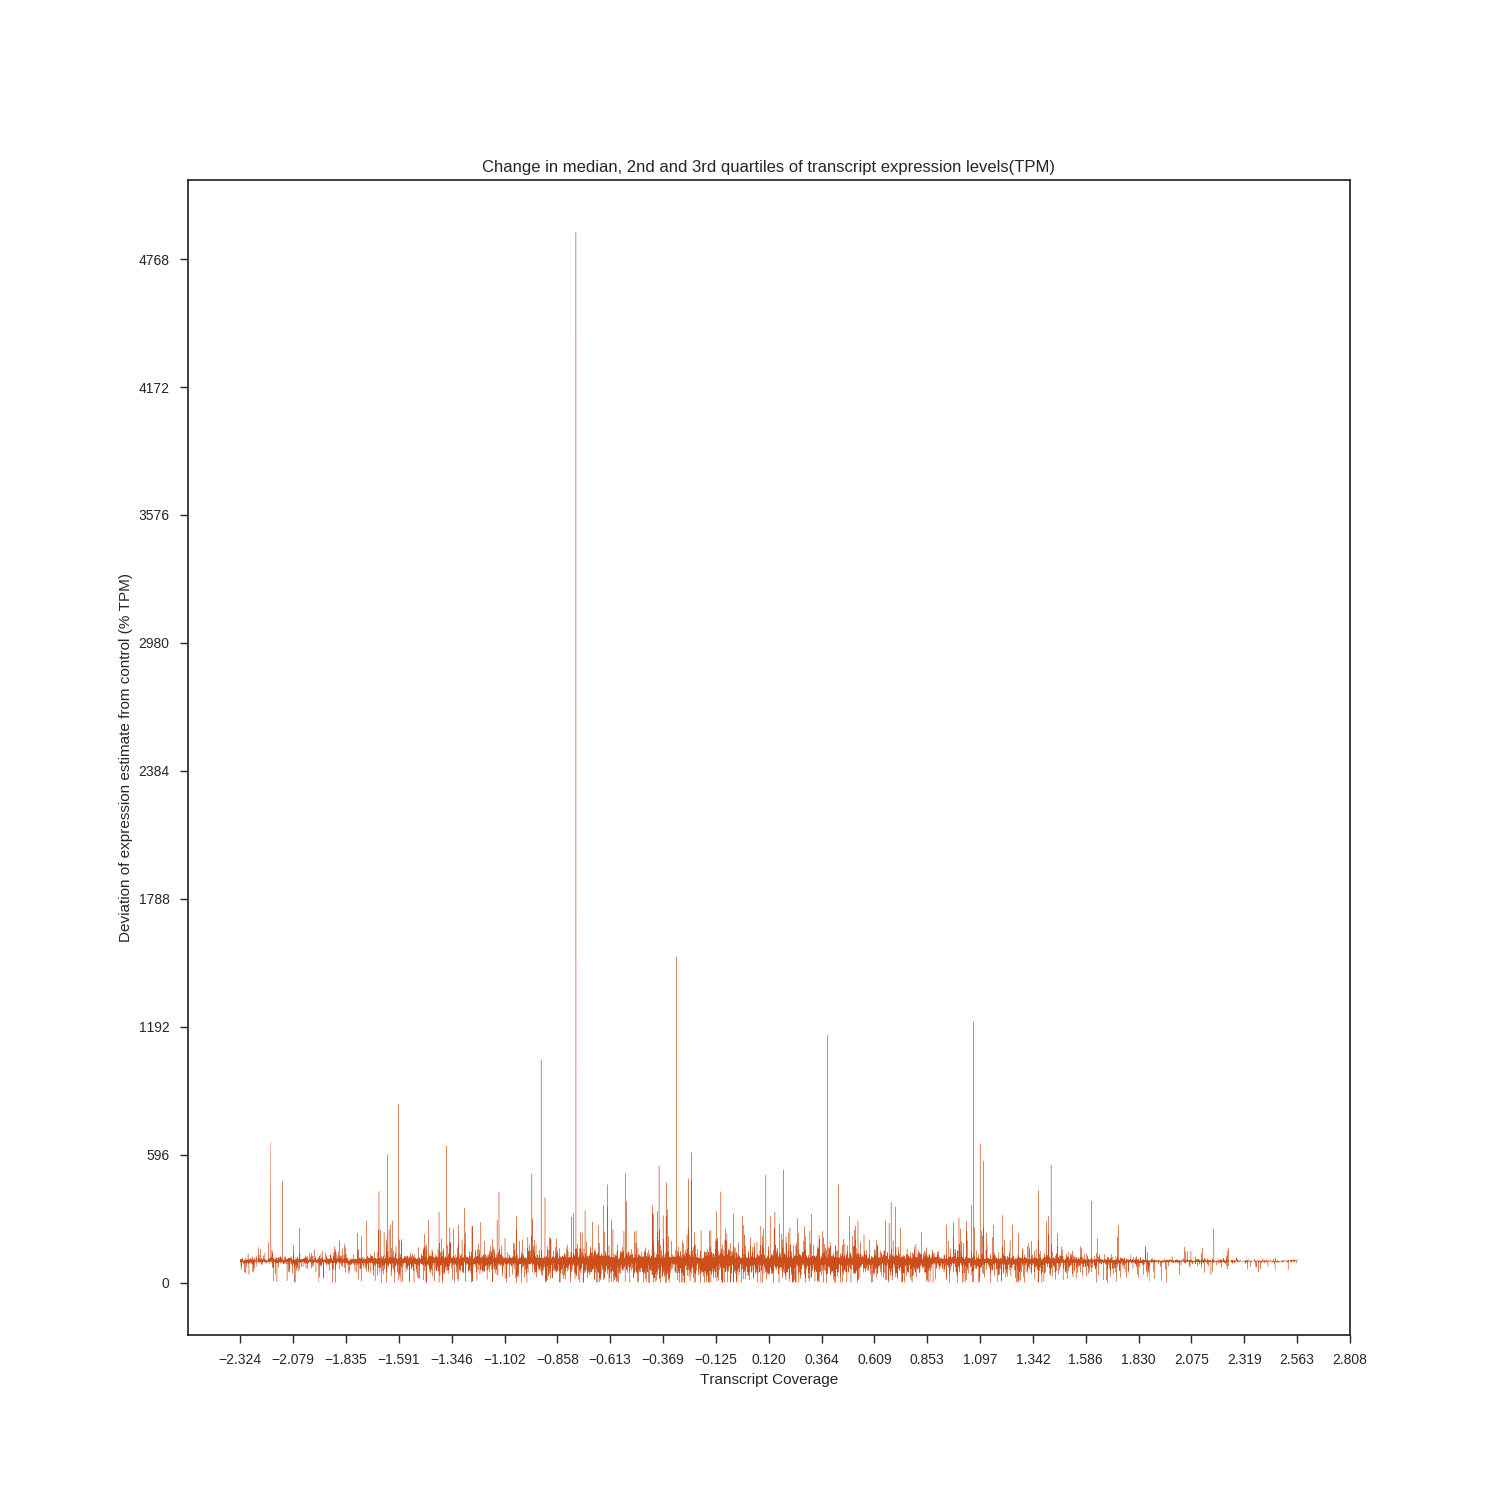 Change in median, 2nd and 3rd quartiles of transcript expression levels(TPM)
4768
4172
3576
2980
2384
1788
1192
596
0
Deviation of expression estimate from control (% TPM)
−2.324 −2.079 −1.835 −1.591 −1.346 −1.102 −0.858 −0.613 −0.369 −0.125 0.120 0.364 0.609 0.853 1.097 1.342 1.586 1.830 2.075 2.319 2.563 2.808
Transcript Coverage